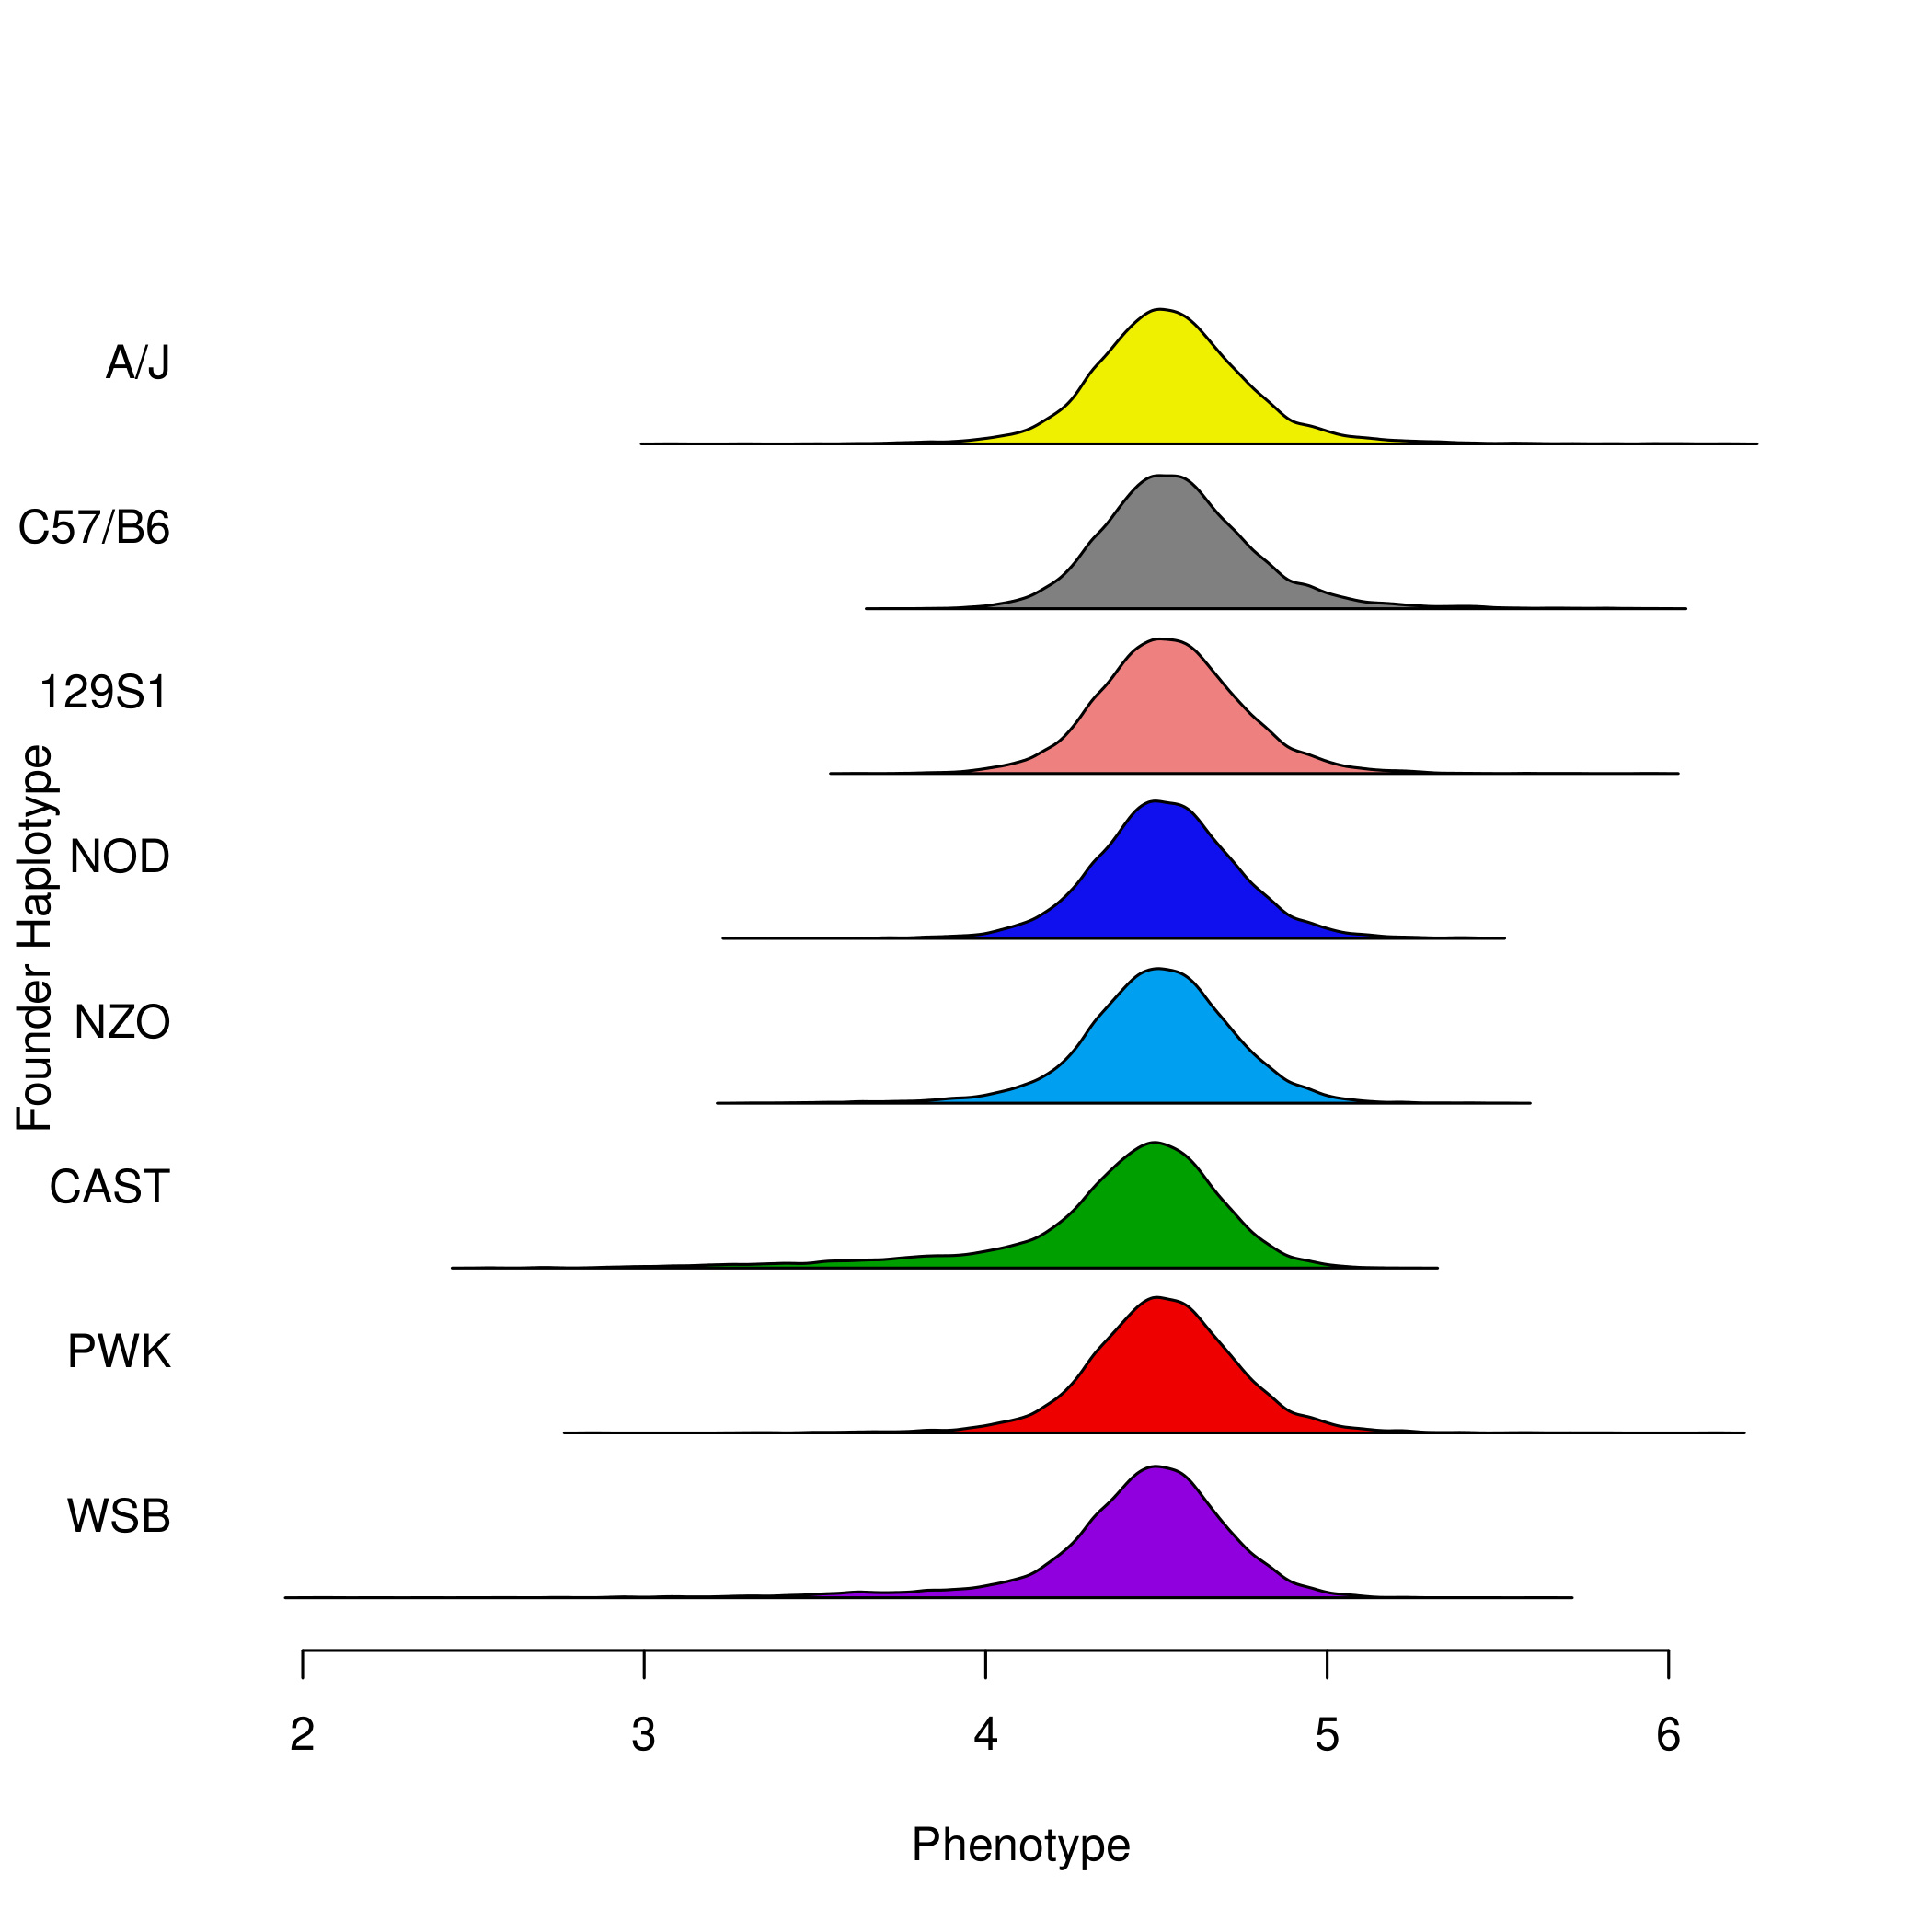 A/J
C57/B6
129S1
NOD
NZO
CAST
PWK
WSB
Founder Haplotype
2 3 4 5 6
Phenotype